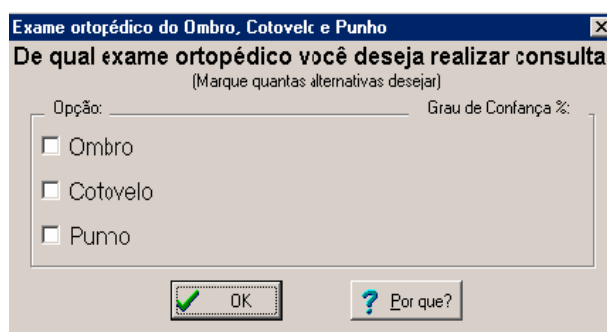 Exame ortopédico do Ombro, Cotovelo e Punho
De qual exame ortopédico você deseja realizar consulta
(Marque quantas alternativas desejar)
Opção: Grau de Confança %:
Ombro
Cotovelo
Punho
OK Por que?